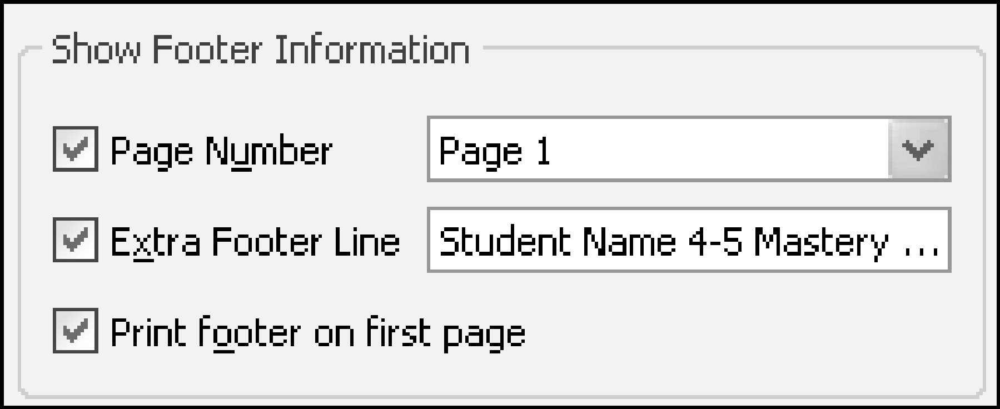 Show Footer Information
Page Number Page 1
Extra Footer Line Student Name 4-5 Mastery ...
Print footer on first page